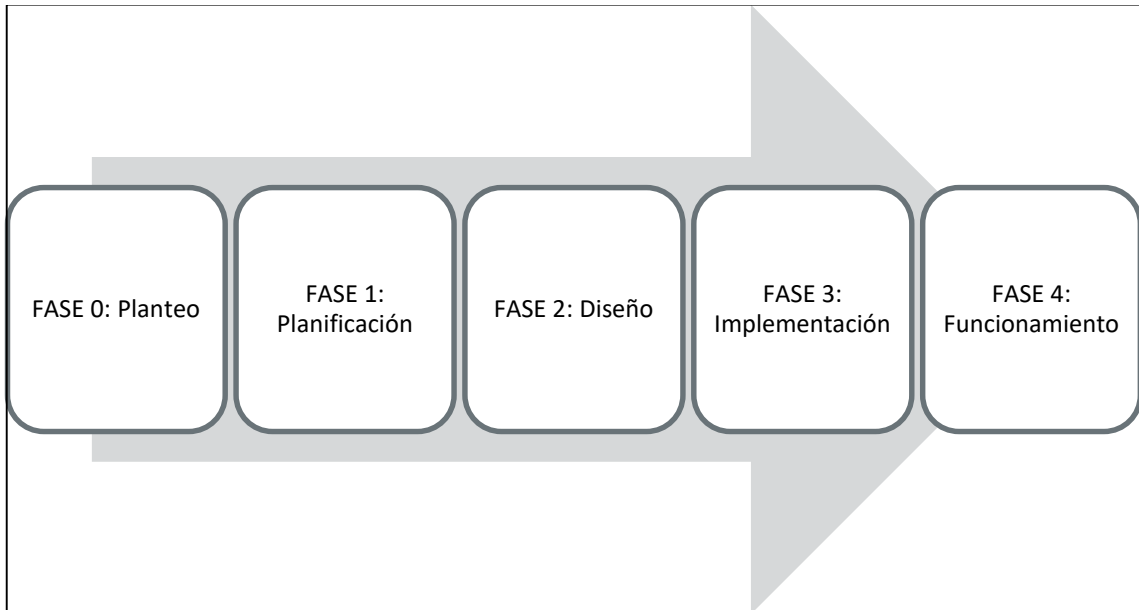 FASE 0: Planteo
FASE 1:
Planificación
FASE 2: Diseño
FASE 3:
Implementación
FASE 4:
Funcionamiento